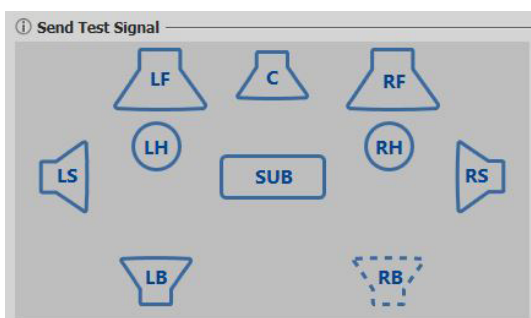 Send Test Signal
LF C RF
LH RH
LS SUB RS
LB RB